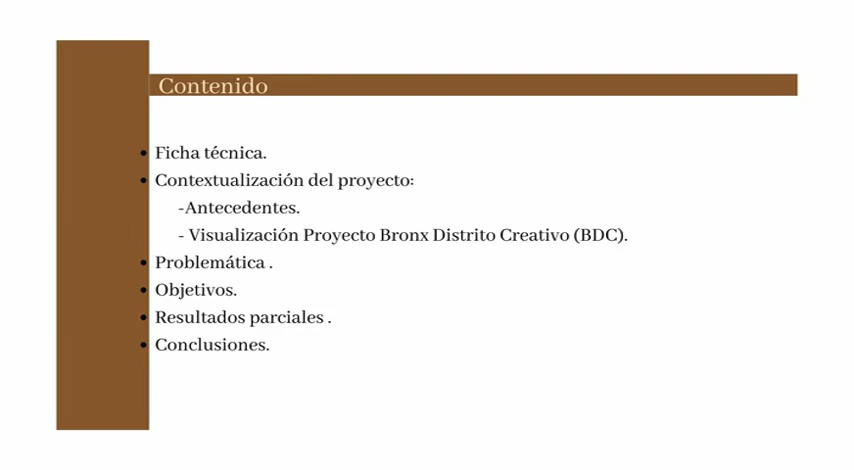 Contenido
• Ficha técnica.
• Contextualización del proyecto:
-Antecedentes.
- Visualización Proyecto Bronx Distrito Creativo (BDC).
• Problemática .
• Objetivos.
• Resultados parciales .
• Conclusiones.